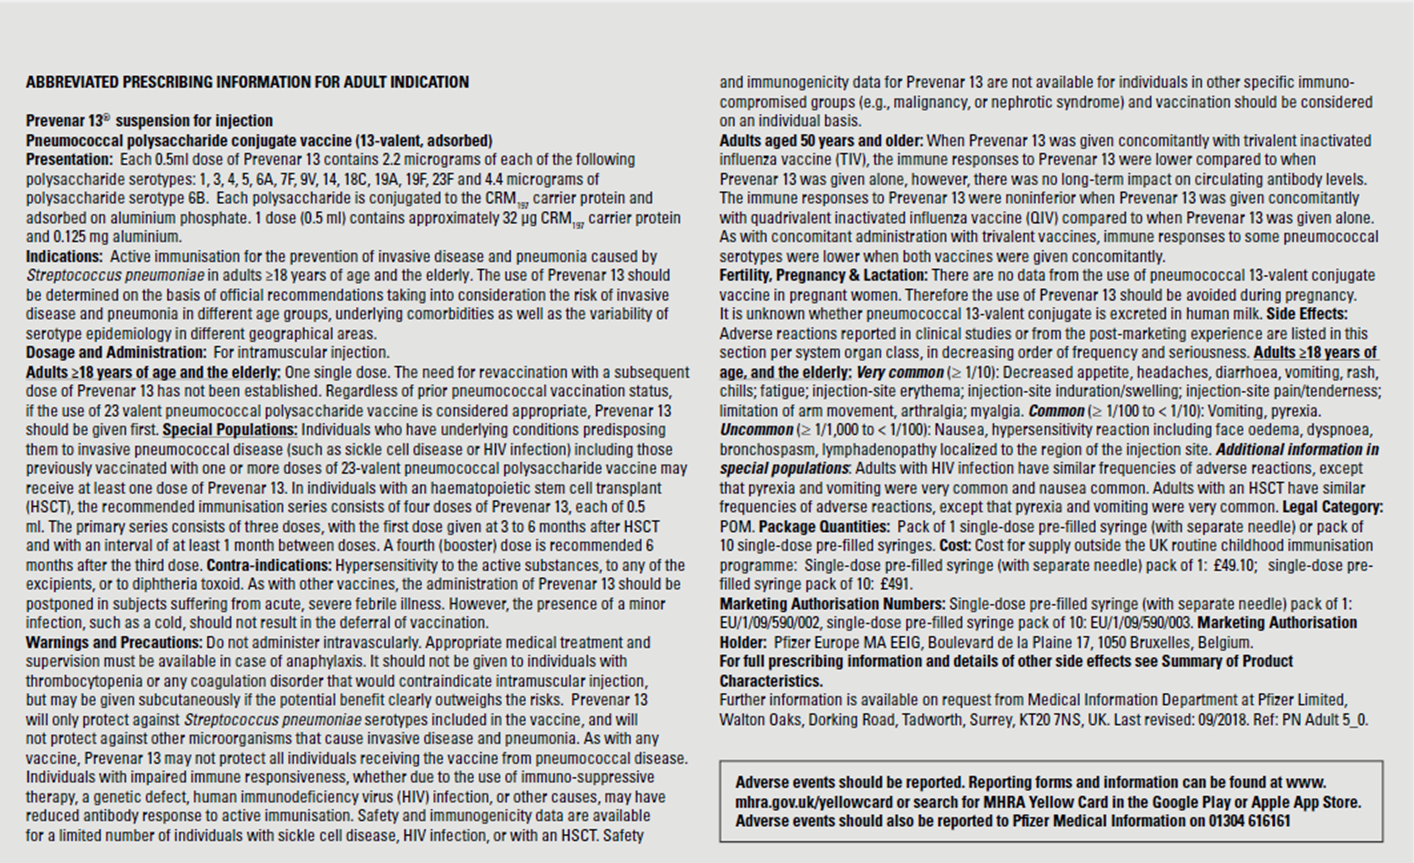 ABBREVIATED PRESCRIBING INFORMATION FOR ADULT INDICATION
Prevenar 13® suspension for injection
Pneumococcal polysaccharide conjugate vaccine (13-valent, adsorbed)
Presentation: Each 0.5ml dose of Prevenar 13 contains 2.2 micrograms of each of the following
polysaccharide serotypes: 1, 3, 4, 5, 6A, 7F, 9V, 14, 18C, 19A, 19F, 23F and 4.4 micrograms of
polysaccharide serotype 6B. Each polysaccharide is conjugated to the CRM197 carrier protein and
adsorbed on aluminium phosphate. 1 dose (0.5 ml) contains approximately 32 µg CRM197 carrier protein
and 0.125 mg aluminium.
Indications: Active immunisation for the prevention of invasive disease and pneumonia caused by
Streptococcus pneumoniae in adults ≥18 years of age and the elderly. The use of Prevenar 13 should
be determined on the basis of official recommendations taking into consideration the risk of invasive
disease and pneumonia in different age groups, underlying comorbidities as well as the variability of
serotype epidemiology in different geographical areas.
Dosage and Administration: For intramuscular injection.
Adults ≥18 years of age and the elderly: One single dose. The need for revaccination with a subsequent
dose of Prevenar 13 has not been established. Regardless of prior pneumococcal vaccination status,
if the use of 23 valent pneumococcal polysaccharide vaccine is considered appropriate, Prevenar 13
should be given first. Special Populations: Individuals who have underlying conditions predisposing
them to invasive pneumococcal disease (such as sickle cell disease or HIV infection) including those
previously vaccinated with one or more doses of 23-valent pneumococcal polysaccharide vaccine may
receive at least one dose of Prevenar 13. In individuals with an haematopoietic stem cell transplant
(HSCT), the recommended immunisation series consists of four doses of Prevenar 13, each of 0.5
ml. The primary series consists of three doses, with the first dose given at 3 to 6 months after HSCT
and with an interval of at least 1 month between doses. A fourth (booster) dose is recommended 6
months after the third dose. Contra-indications: Hypersensitivity to the active substances, to any of the
excipients, or to diphtheria toxoid. As with other vaccines, the administration of Prevenar 13 should be
postponed in subjects suffering from acute, severe febrile illness. However, the presence of a minor
infection, such as a cold, should not result in the deferral of vaccination.
Warnings and Precautions: Do not administer intravascularly. Appropriate medical treatment and
supervision must be available in case of anaphylaxis. It should not be given to individuals with
thrombocytopenia or any coagulation disorder that would contraindicate intramuscular injection,
but may be given subcutaneously if the potential benefit clearly outweighs the risks. Prevenar 13
will only protect against Streptococcus pneumoniae serotypes included in the vaccine, and will
not protect against other microorganisms that cause invasive disease and pneumonia. As with any
vaccine, Prevenar 13 may not protect all individuals receiving the vaccine from pneumococcal disease.
Individuals with impaired immune responsiveness, whether due to the use of immuno-suppressive
therapy, a genetic defect, human immunodeficiency virus (HIV) infection, or other causes, may have
reduced antibody response to active immunisation. Safety and immunogenicity data are available
for a limited number of individuals with sickle cell disease, HIV infection, or with an HSCT. Safety
and immunogenicity data for Prevenar 13 are not available for individuals in other specific immuno-
compromised groups (e.g., malignancy, or nephrotic syndrome) and vaccination should be considered
on an individual basis.
Adults aged 50 years and older: When Prevenar 13 was given concomitantly with trivalent inactivated
influenza vaccine (TIV), the immune responses to Prevenar 13 were lower compared to when
Prevenar 13 was given alone, however, there was no long-term impact on circulating antibody levels.
The immune responses to Prevenar 13 were noninferior when Prevenar 13 was given concomitantly
with quadrivalent inactivated influenza vaccine (QIV) compared to when Prevenar 13 was given alone.
As with concomitant administration with trivalent vaccines, immune responses to some pneumococcal
serotypes were lower when both vaccines were given concomitantly.
Fertility, Pregnancy & Lactation: There are no data from the use of pneumococcal 13-valent conjugate
vaccine in pregnant women. Therefore the use of Prevenar 13 should be avoided during pregnancy.
It is unknown whether pneumococcal 13-valent conjugate is excreted in human milk. Side Effects:
Adverse reactions reported in clinical studies or from the post-marketing experience are listed in this
section per system organ class, in decreasing order of frequency and seriousness. Adults ≥18 years of
age, and the elderly: Very common (≥ 1/10): Decreased appetite, headaches, diarrhoea, vomiting, rash,
chills; fatigue; injection-site erythema; injection-site induration/swelling; injection-site pain/tenderness;
limitation of arm movement, arthralgia; myalgia. Common (≥ 1/100 to < 1/10): Vomiting, pyrexia.
Uncommon (≥ 1/1,000 to < 1/100): Nausea, hypersensitivity reaction including face oedema, dyspnoea,
bronchospasm, lymphadenopathy localized to the region of the injection site. Additional information in
special populations: Adults with HIV infection have similar frequencies of adverse reactions, except
that pyrexia and vomiting were very common and nausea common. Adults with an HSCT have similar
frequencies of adverse reactions, except that pyrexia and vomiting were very common. Legal Category:
POM. Package Quantities: Pack of 1 single-dose pre-filled syringe (with separate needle) or pack of
10 single-dose pre-filled syringes. Cost: Cost for supply outside the UK routine childhood immunisation
programme: Single-dose pre-filled syringe (with separate needle) pack of 1: £49.10; single-dose pre-
filled syringe pack of 10: £491.
Marketing Authorisation Numbers: Single-dose pre-filled syringe (with separate needle) pack of 1:
EU/1/09/590/002, single-dose pre-filled syringe pack of 10: EU/1/09/590/003. Marketing Authorisation
Holder: Pfizer Europe MA EEIG, Boulevard de la Plaine 17, 1050 Bruxelles, Belgium.
For full prescribing information and details of other side effects see Summary of Product
Characteristics.
Further information is available on request from Medical Information Department at Pfizer Limited,
Walton Oaks, Dorking Road, Tadworth, Surrey, KT20 7NS, UK. Last revised: 09/2018. Ref: PN Adult 5_0.
Adverse events should be reported. Reporting forms and information can be found at www.
mhra.gov.uk/yellowcard or search for MHRA Yellow Card in the Google Play or Apple App Store.
Adverse events should also be reported to Pfizer Medical Information on 01304 616161